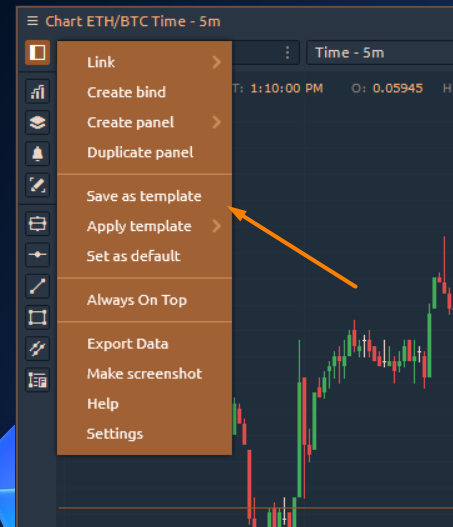 Chart ETH/BTC Time - 5m
Time - 5m
T: 1:10:00 PM O: 0.05945 H
Link
Create bind
Create panel
Duplicate panel
Save as template
Apply template
Set as default
Always On Top
Export Data
Make screenshot
Help
Settings